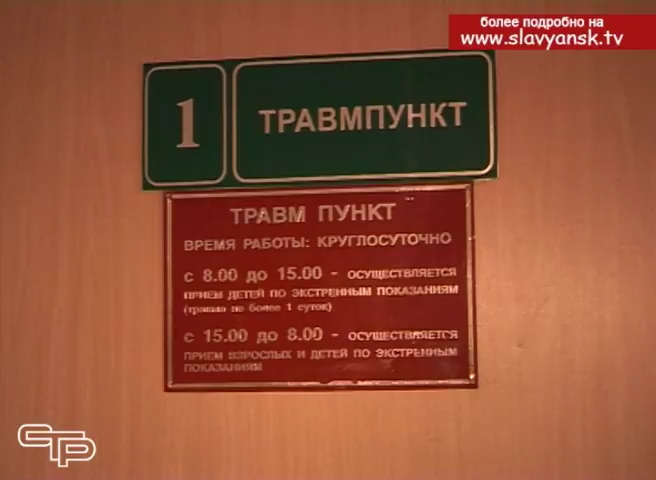 более подробно на
www.slavyansk.tv
1
ТРАВМПУНКТ
ТРАВМ ПУНКТ
ВРЕМЯ РАБОТЫ: КРУГЛОСУТОЧНО
с 8.00 до 15.00 - ОСУЩЕСТВЛЯЕТСЯ
ПРИЕМ ДЕТЕЙ ПО ЭКСТРЕННЫМ ПОКАЗАНИЯМ
(травма не более 1 суток)
с 15.00 до 8.00 - ОСУЩЕСТВЛЯЕТСЯ
ПРИЕМ ВЗРОСЛЫХ И ДЕТЕЙ ПО ЭКСТРЕННЫМ
ПОКАЗАНИЯМ
СТР